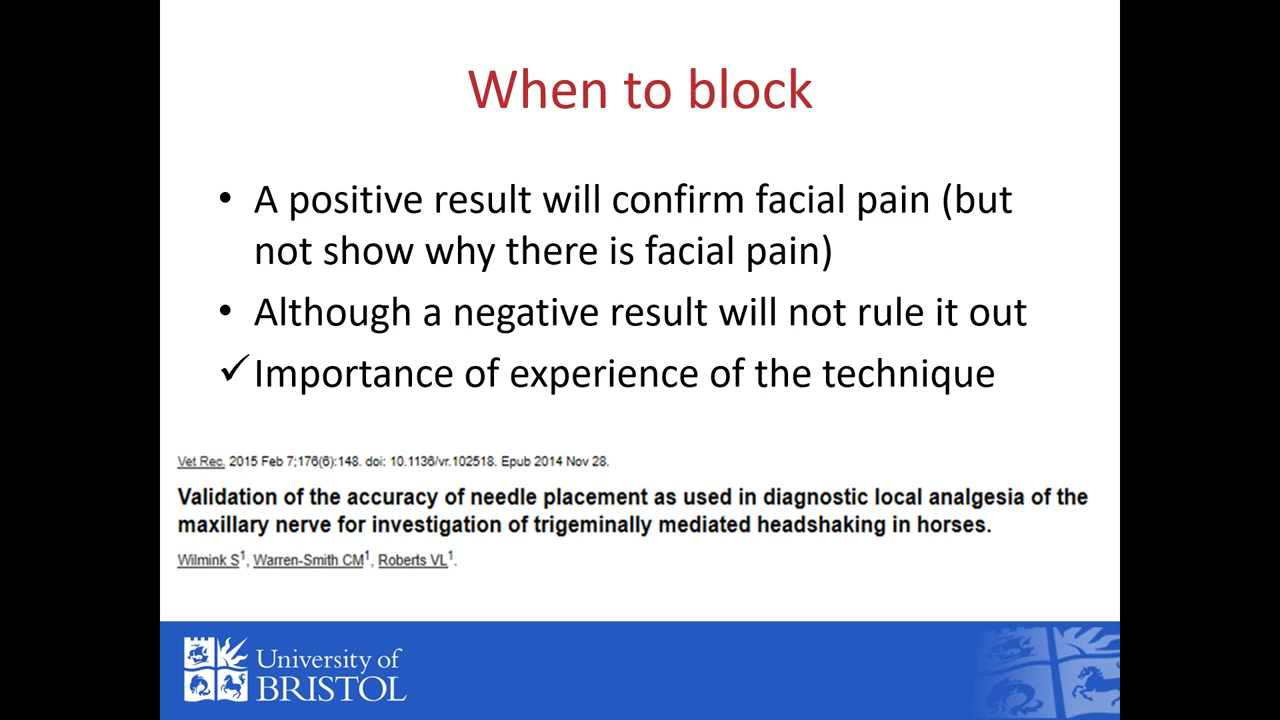 When to block
• A positive result will confirm facial pain (but
not show why there is facial pain)
• Although a negative result will not rule it out
✓ Importance of experience of the technique
Vet Rec. 2015 Feb 7;176(6):148. doi: 10.1136/vr.102518. Epub 2014 Nov 28.
Validation of the accuracy of needle placement as used in diagnostic local analgesia of the
maxillary nerve for investigation of trigeminally mediated headshaking in horses.
Wilmink S1, Warren-Smith CM1, Roberts VL1.
University of
BRISTOL